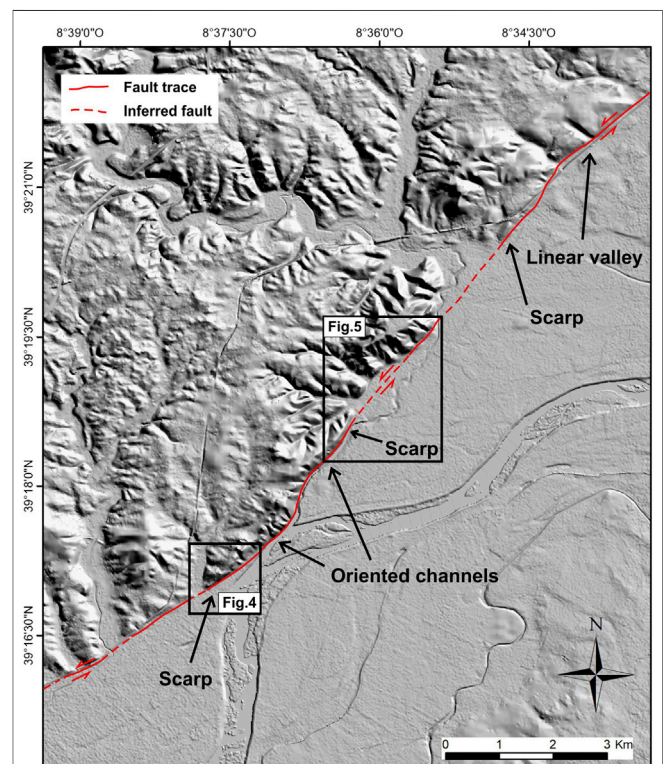 8°39'0"N
8°37'30"N
8°36'0"N
8°34'30"N
Fault trace
Inferred fault
39°21'0"N
Linear valley
Scarp
Fig.5
39°19'30"N
Scarp
39°18'0"N
Oriented channels
Fig.4
39°16'30"N
Scarp
N
0 1 2 3 Km